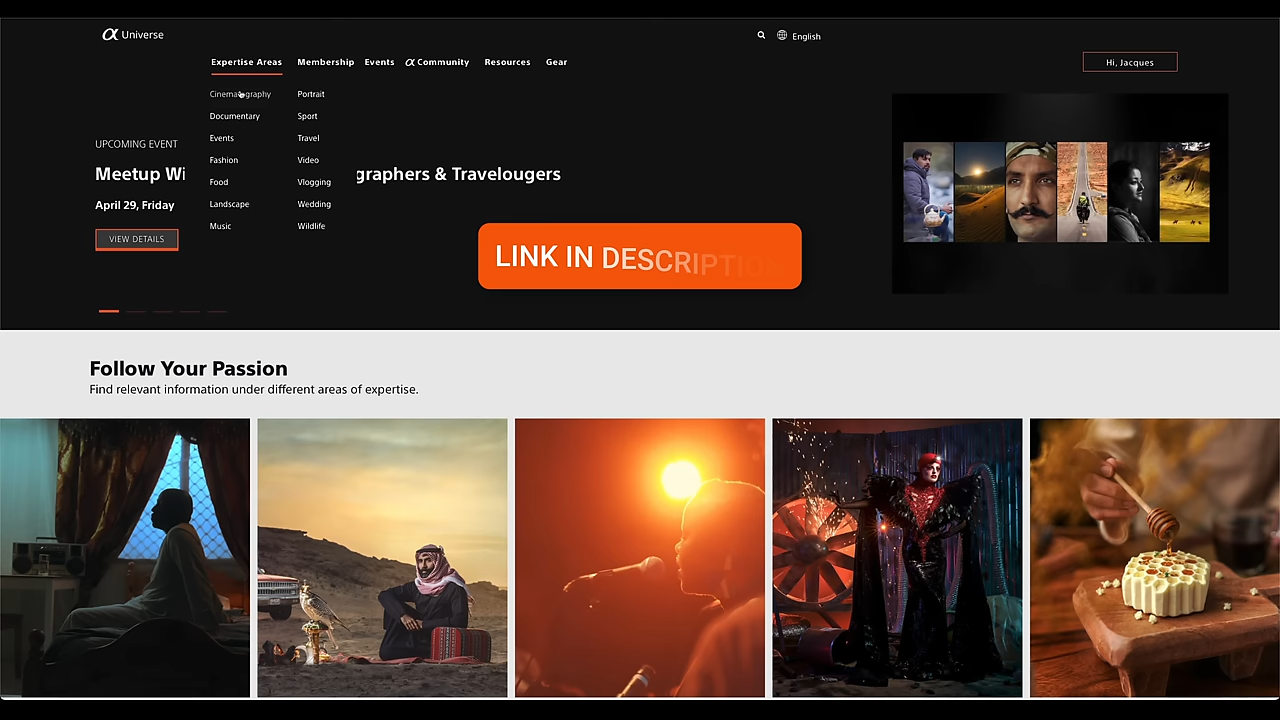 α Universe
English
Expertise Areas Membership Events α Community Resources Gear
Hi, Jacques
Cinematography Portrait
Documentary Sport
Events Travel
Fashion Video
Food Vlogging
Landscape Wedding
Music Wildlife
UPCOMING EVENT
Meetup Wi graphers & Travelougers
April 29, Friday
VIEW DETAILS
LINK IN DESCRIPTION
Follow Your Passion
Find relevant information under different areas of expertise.